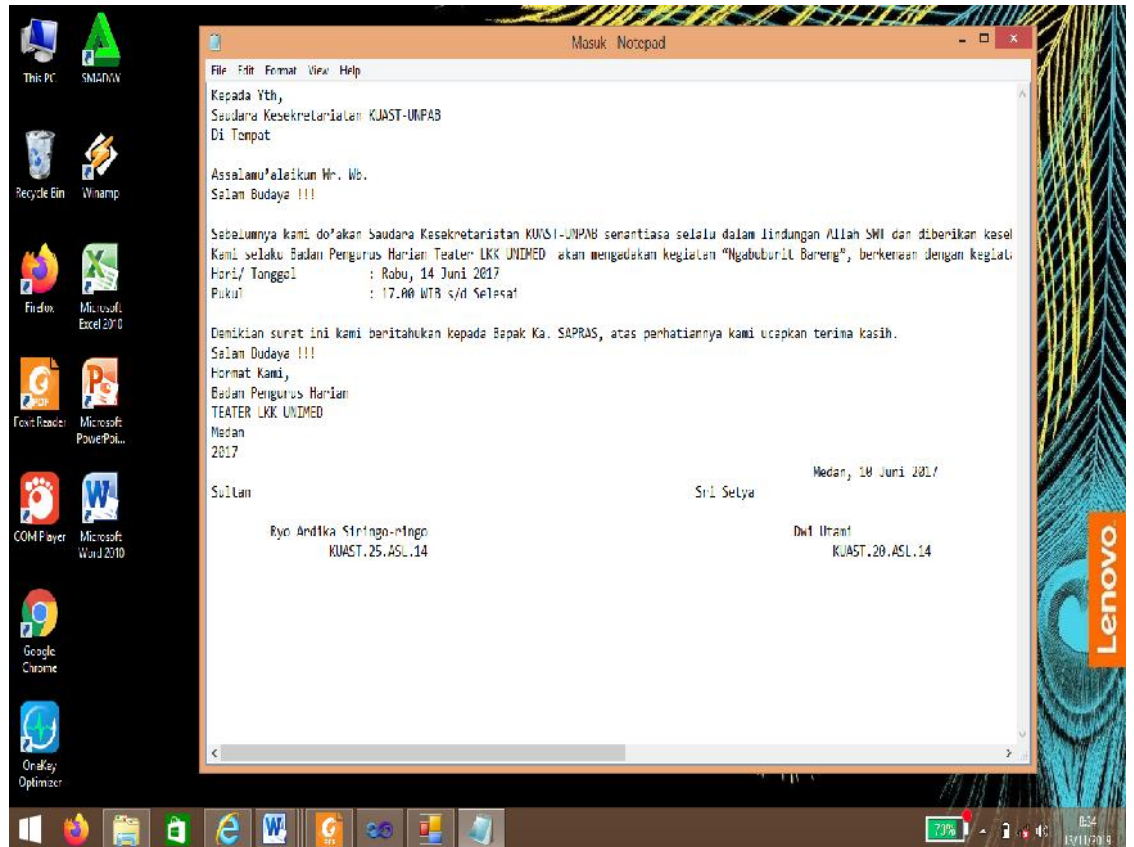 This PC
SMADAV
Recycle Bin
Winamp
Firefox
Microsoft
Excel 2010
Foxit Reader
Microsoft
PowerPoi...
GOM Player
Microsoft
Word 2010
Google
Chrome
OneKey
Optimizer
Masuk - Notepad
File Edit Format View Help
Kepada Yth,
Saudara Kesekretariatan KUAST-UNPAB
Di Tempat
Assalamu'alaikum Wr. Wb.
Salam Budaya !!!
Sebelumnya kami do'akan Saudara Kesekretariatan KUAST-UNPAB senantiasa selalu dalam lindungan Allah SWT dan diberikan kesel
Kami selaku Badan Pengurus Harian Teater LKK UNIMED akan mengadakan kegiatan "Ngabuburit Bareng", berkenaan dengan kegiat
Hari/ Tanggal : Rabu, 14 Juni 2017
Pukul : 17.00 WIB s/d Selesai
Demikian surat ini kami beritahukan kepada Bapak Ka. SAPRAS, atas perhatiannya kami ucapkan terima kasih.
Salam Budaya !!!
Hormat Kami,
Badan Pengurus Harian
TEATER LKK UNIMED
Medan
2017
Medan, 10 Juni 2017
Sultan Sri Setya
Ryo Ardika Siringo-ringo Dwi Utami
KUAST.25.ASL.14 KUAST.20.ASL.14
Lenovo
73%
8:34
13/11/2019